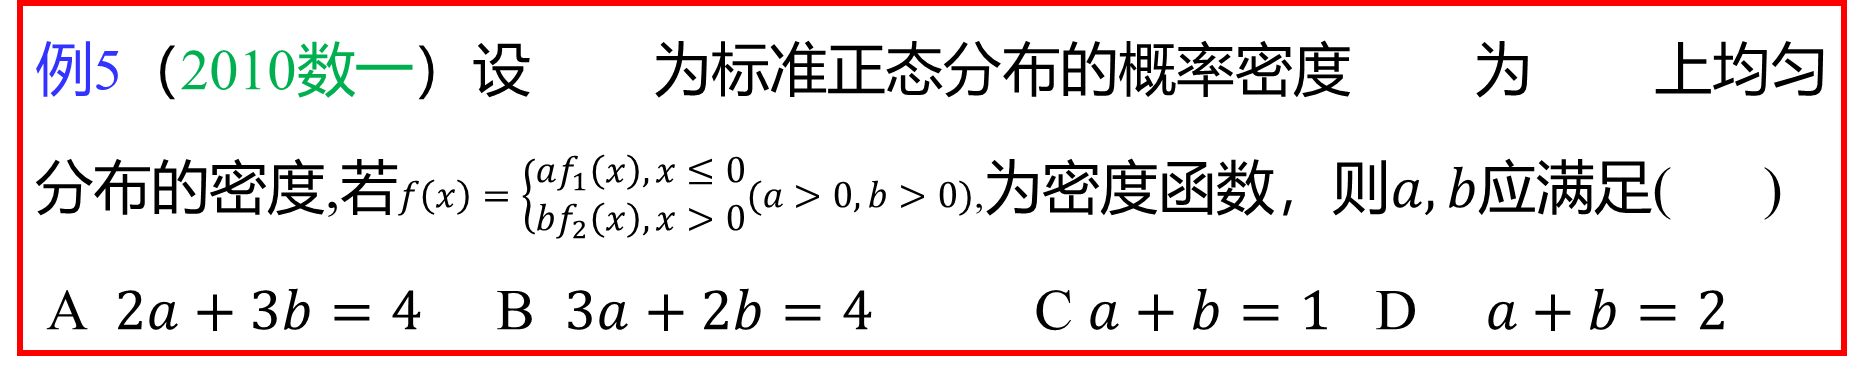 例5（2010数一）设 为标准正态分布的概率密度 为 上均匀
分布的密度,若f(x) = {af₁(x), x ≤ 0 bf₂(x), x > 0 (a > 0, b > 0),为密度函数，则a, b应满足( )
A 2a + 3b = 4 B 3a + 2b = 4 C a + b = 1 D a + b = 2